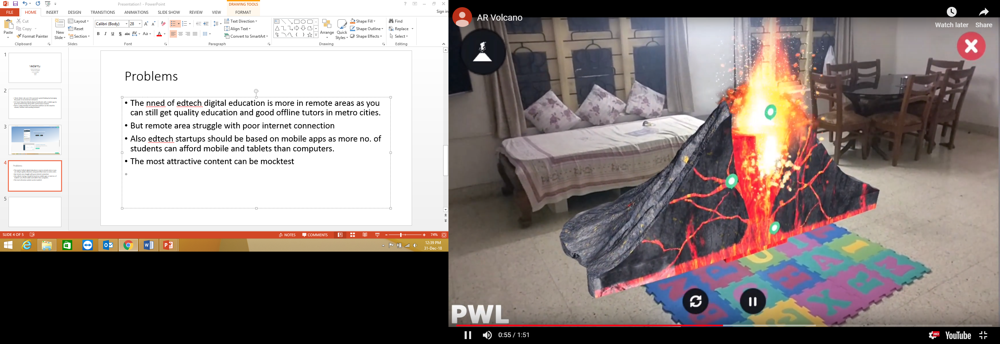 Presentation1 - PowerPoint
DRAWING TOOLS
FILE HOME INSERT DESIGN TRANSITIONS ANIMATIONS SLIDE SHOW REVIEW VIEW FORMAT Sign in
Paste
Cut
Copy
Format Painter
Clipboard
New Slide
Layout
Reset
Section
Slides
Calibri (Body) 28
B I U S abc AV Aa A
Font
Text Direction
Align Text
Convert to SmartArt
Paragraph
Arrange
Quick Styles
Shape Fill
Shape Outline
Shape Effects
Drawing
Find
Replace
Select
Editing
1
Vedantu
2
3
4
Problems
5
Problems
• The nned of edtech digital education is more in remote areas as you
can still get quality education and good offline tutors in metro cities.
• But remote area struggle with poor internet connection
• Also edtech startups should be based on mobile apps as more no. of
students can afford mobile and tablets than computers.
• The most attractive content can be mocktest
SLIDE 4 OF 5
NOTES COMMENTS 74%
12:39 PM
31-Dec-18
AR Volcano
Watch later Share
PWL
0:55 / 1:51
HD YouTube